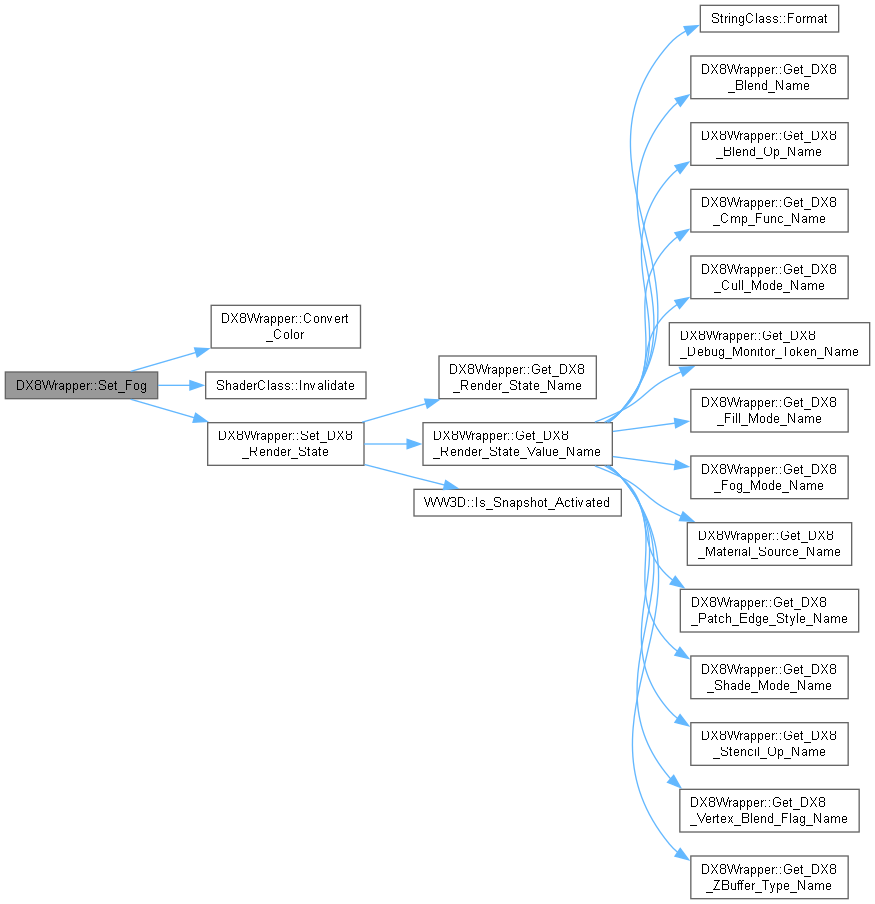 StringClass::Format
DX8Wrapper::Get_DX8
_Blend_Name
DX8Wrapper::Get_DX8
_Blend_Op_Name
DX8Wrapper::Get_DX8
_Cmp_Func_Name
DX8Wrapper::Get_DX8
_Cull_Mode_Name
DX8Wrapper::Convert
_Color
DX8Wrapper::Get_DX8
_Debug_Monitor_Token_Name
DX8Wrapper::Set_Fog
ShaderClass::Invalidate
DX8Wrapper::Get_DX8
_Render_State_Name
DX8Wrapper::Get_DX8
_Fill_Mode_Name
DX8Wrapper::Set_DX8
_Render_State
DX8Wrapper::Get_DX8
_Render_State_Value_Name
DX8Wrapper::Get_DX8
_Fog_Mode_Name
WW3D::Is_Snapshot_Activated
DX8Wrapper::Get_DX8
_Material_Source_Name
DX8Wrapper::Get_DX8
_Patch_Edge_Style_Name
DX8Wrapper::Get_DX8
_Shade_Mode_Name
DX8Wrapper::Get_DX8
_Stencil_Op_Name
DX8Wrapper::Get_DX8
_Vertex_Blend_Flag_Name
DX8Wrapper::Get_DX8
_ZBuffer_Type_Name